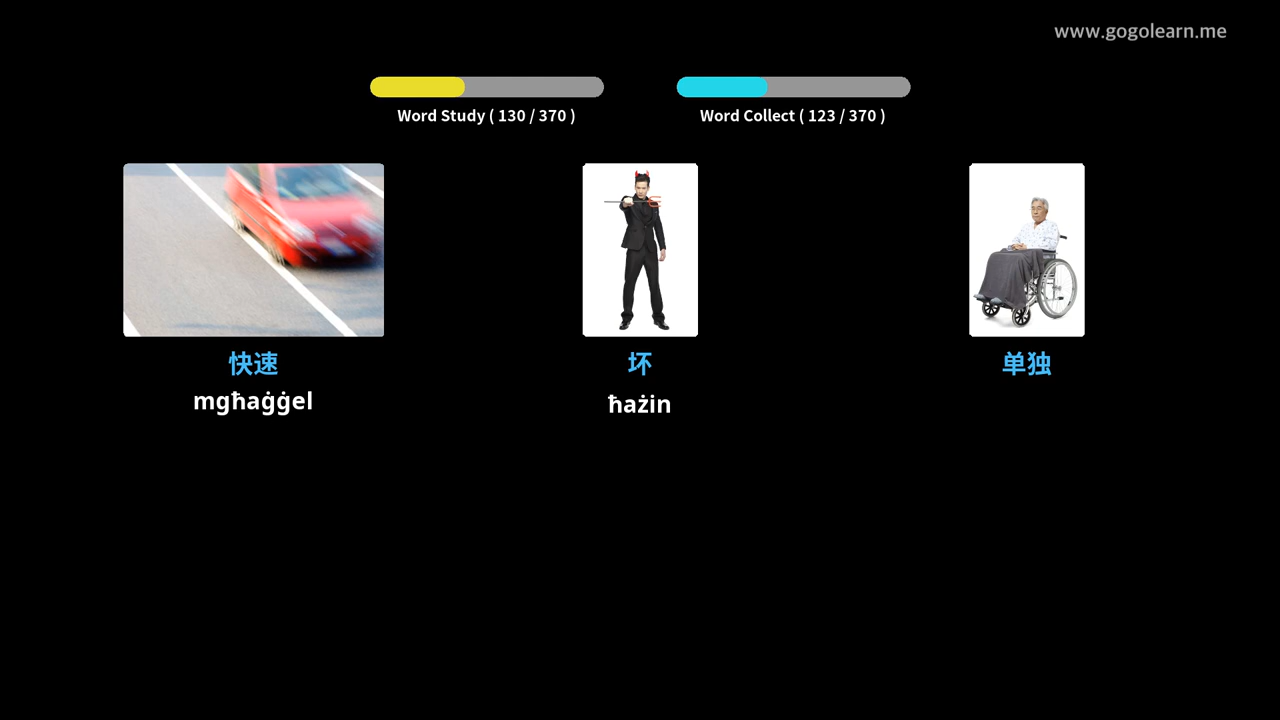 www.gogolearn.me
Word Study ( 130 / 370 )
Word Collect ( 123 / 370 )
快速
坏
单独
mgħaġġel
ħażin